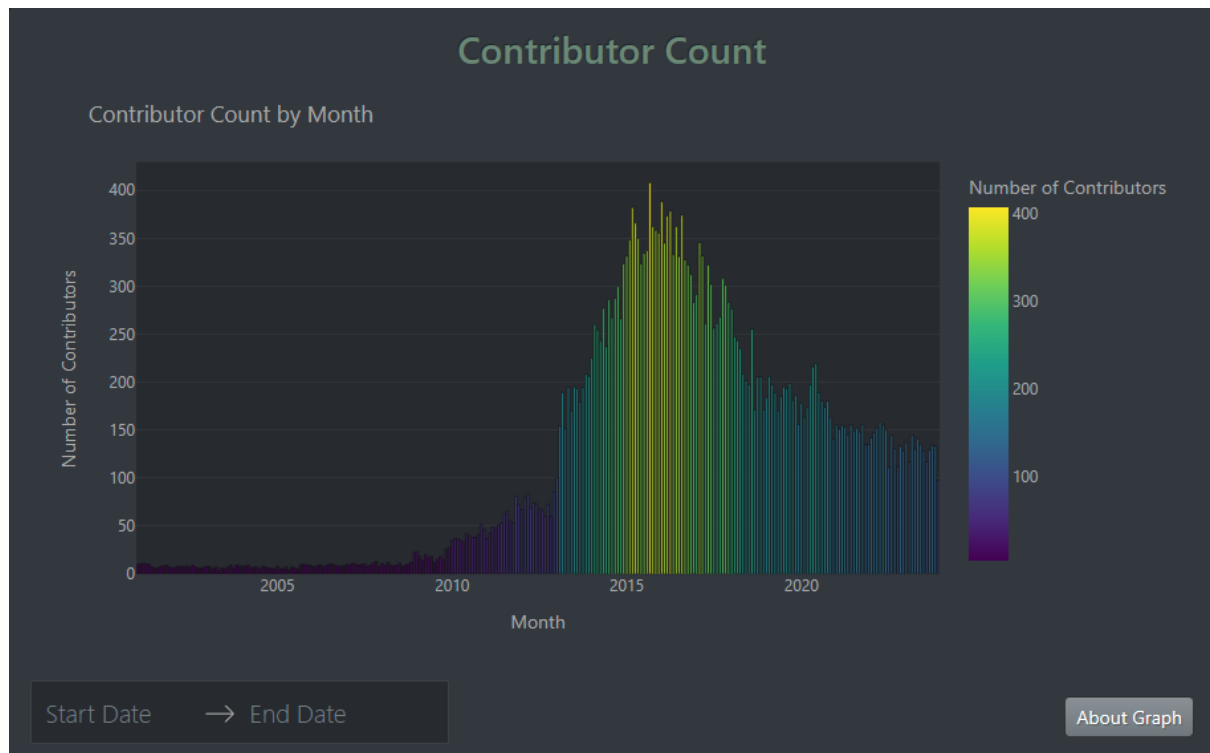 Contributor Count
Contributor Count by Month
Number of Contributors
400
350
300
250
200
150
100
50
0
2005
2010
2015
2020
Month
Number of Contributors
400
300
200
100
Start Date → End Date
About Graph